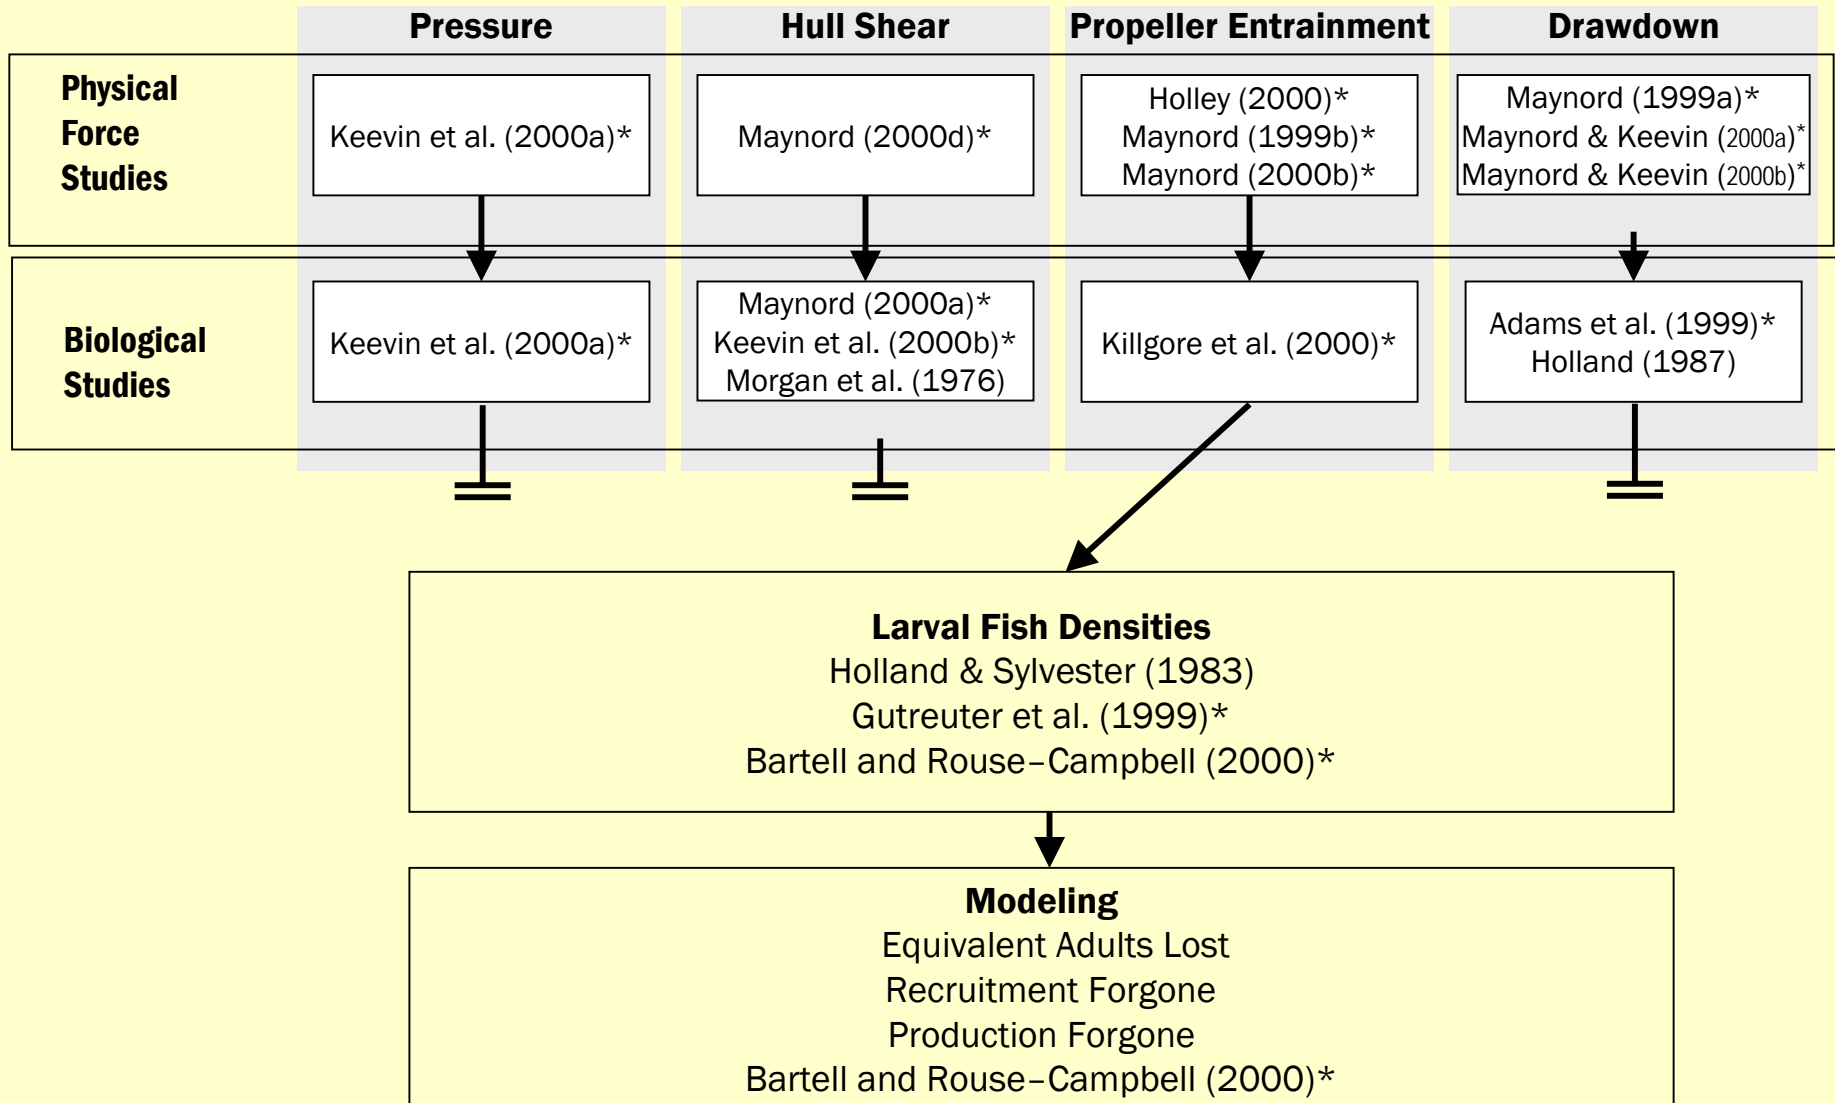 Pressure
Hull Shear
Propeller Entrainment
Drawdown
Physical
Force
Studies
Keevin et al. (2000a)*
Maynord (2000d)*
Holley (2000)*
Maynord (1999b)*
Maynord (2000b)*
Maynord (1999a)*
Maynord & Keevin (2000a)*
Maynord & Keevin (2000b)*
Biological
Studies
Keevin et al. (2000a)*
Maynord (2000a)*
Keevin et al. (2000b)*
Morgan et al. (1976)
Killgore et al. (2000)*
Adams et al. (1999)*
Holland (1987)
Larval Fish Densities
Holland & Sylvester (1983)
Gutreuter et al. (1999)*
Bartell and Rouse–Campbell (2000)*
Modeling
Equivalent Adults Lost
Recruitment Forgone
Production Forgone
Bartell and Rouse–Campbell (2000)*